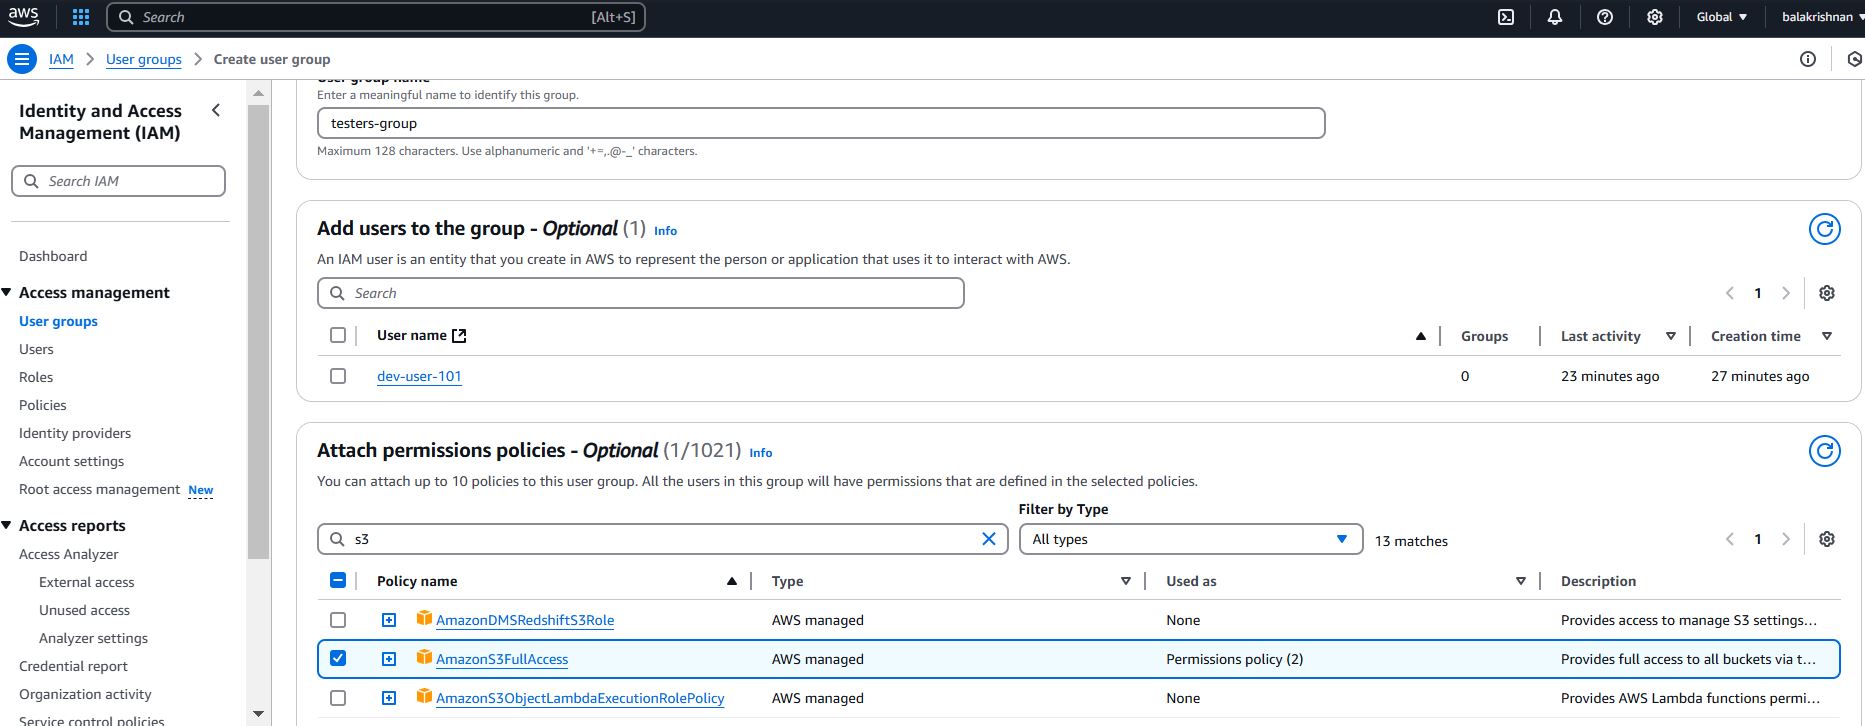 aws Search [Alt+S] Global balakrishnan
IAM User groups Create user group
Identity and Access
Management (IAM)
Search IAM
Dashboard
Access management
User groups
Users
Roles
Policies
Identity providers
Account settings
Root access management New
Access reports
Access Analyzer
External access
Unused access
Analyzer settings
Credential report
Organization activity
Service control policies
User group name
Enter a meaningful name to identify this group.
testers-group
Maximum 128 characters. Use alphanumeric and '+=,.@-_' characters.
Add users to the group - Optional (1) Info
An IAM user is an entity that you create in AWS to represent the person or application that uses it to interact with AWS.
Search
1
User name Groups Last activity Creation time
dev-user-101 0 23 minutes ago 27 minutes ago
Attach permissions policies - Optional (1/1021) Info
You can attach up to 10 policies to this user group. All the users in this group will have permissions that are defined in the selected policies.
Filter by Type
s3 All types 13 matches 1
Policy name Type Used as Description
AmazonDMSRedshiftS3Role AWS managed None Provides access to manage S3 settings...
AmazonS3FullAccess AWS managed Permissions policy (2) Provides full access to all buckets via t...
AmazonS3ObjectLambdaExecutionRolePolicy AWS managed None Provides AWS Lambda functions permi...